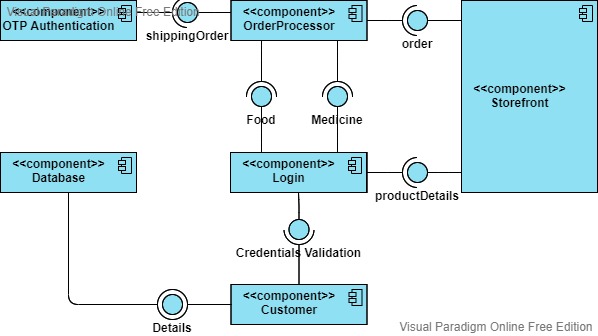 Visual Paradigm Online Free Edition
<<component>>
OTP Authentication
shippingOrder
<<component>>
OrderProcessor
order
<<component>>
Storefront
Food
Medicine
<<component>>
Database
<<component>>
Login
productDetails
Credentials Validation
<<component>>
Customer
Details
Visual Paradigm Online Free Edition